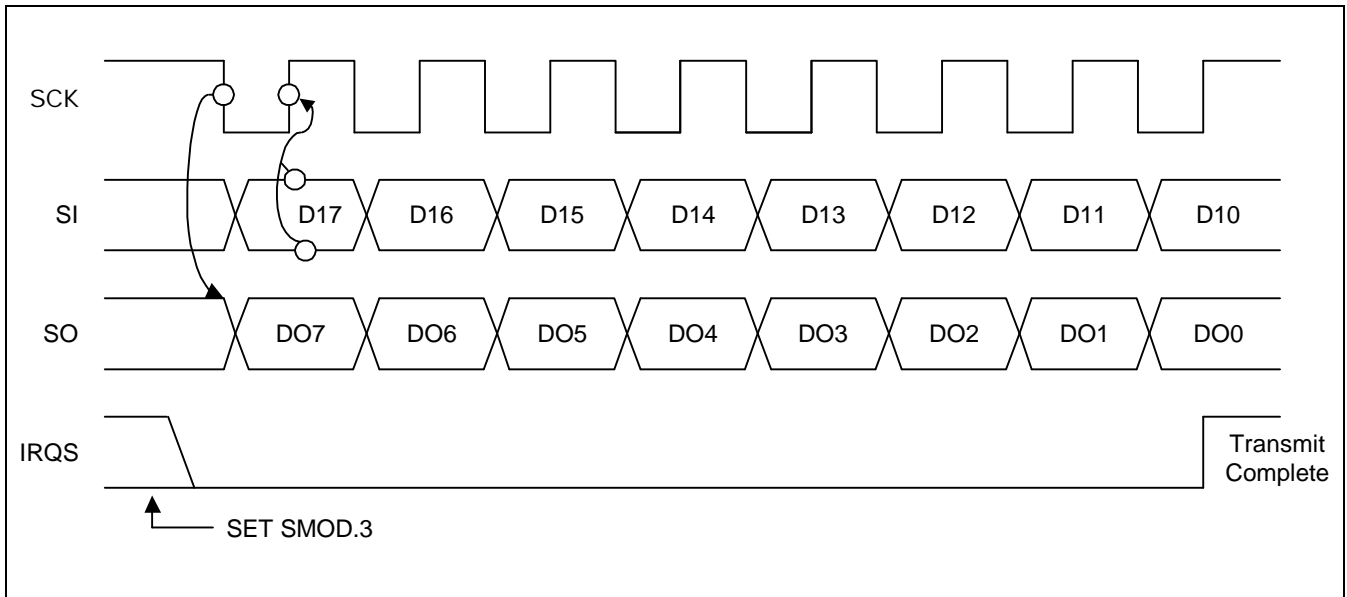 SCK
SI D17 D16 D15 D14 D13 D12 D11 D10
SO DO7 DO6 DO5 DO4 DO3 DO2 DO1 DO0
IRQS
Transmit
Complete
SET SMOD.3